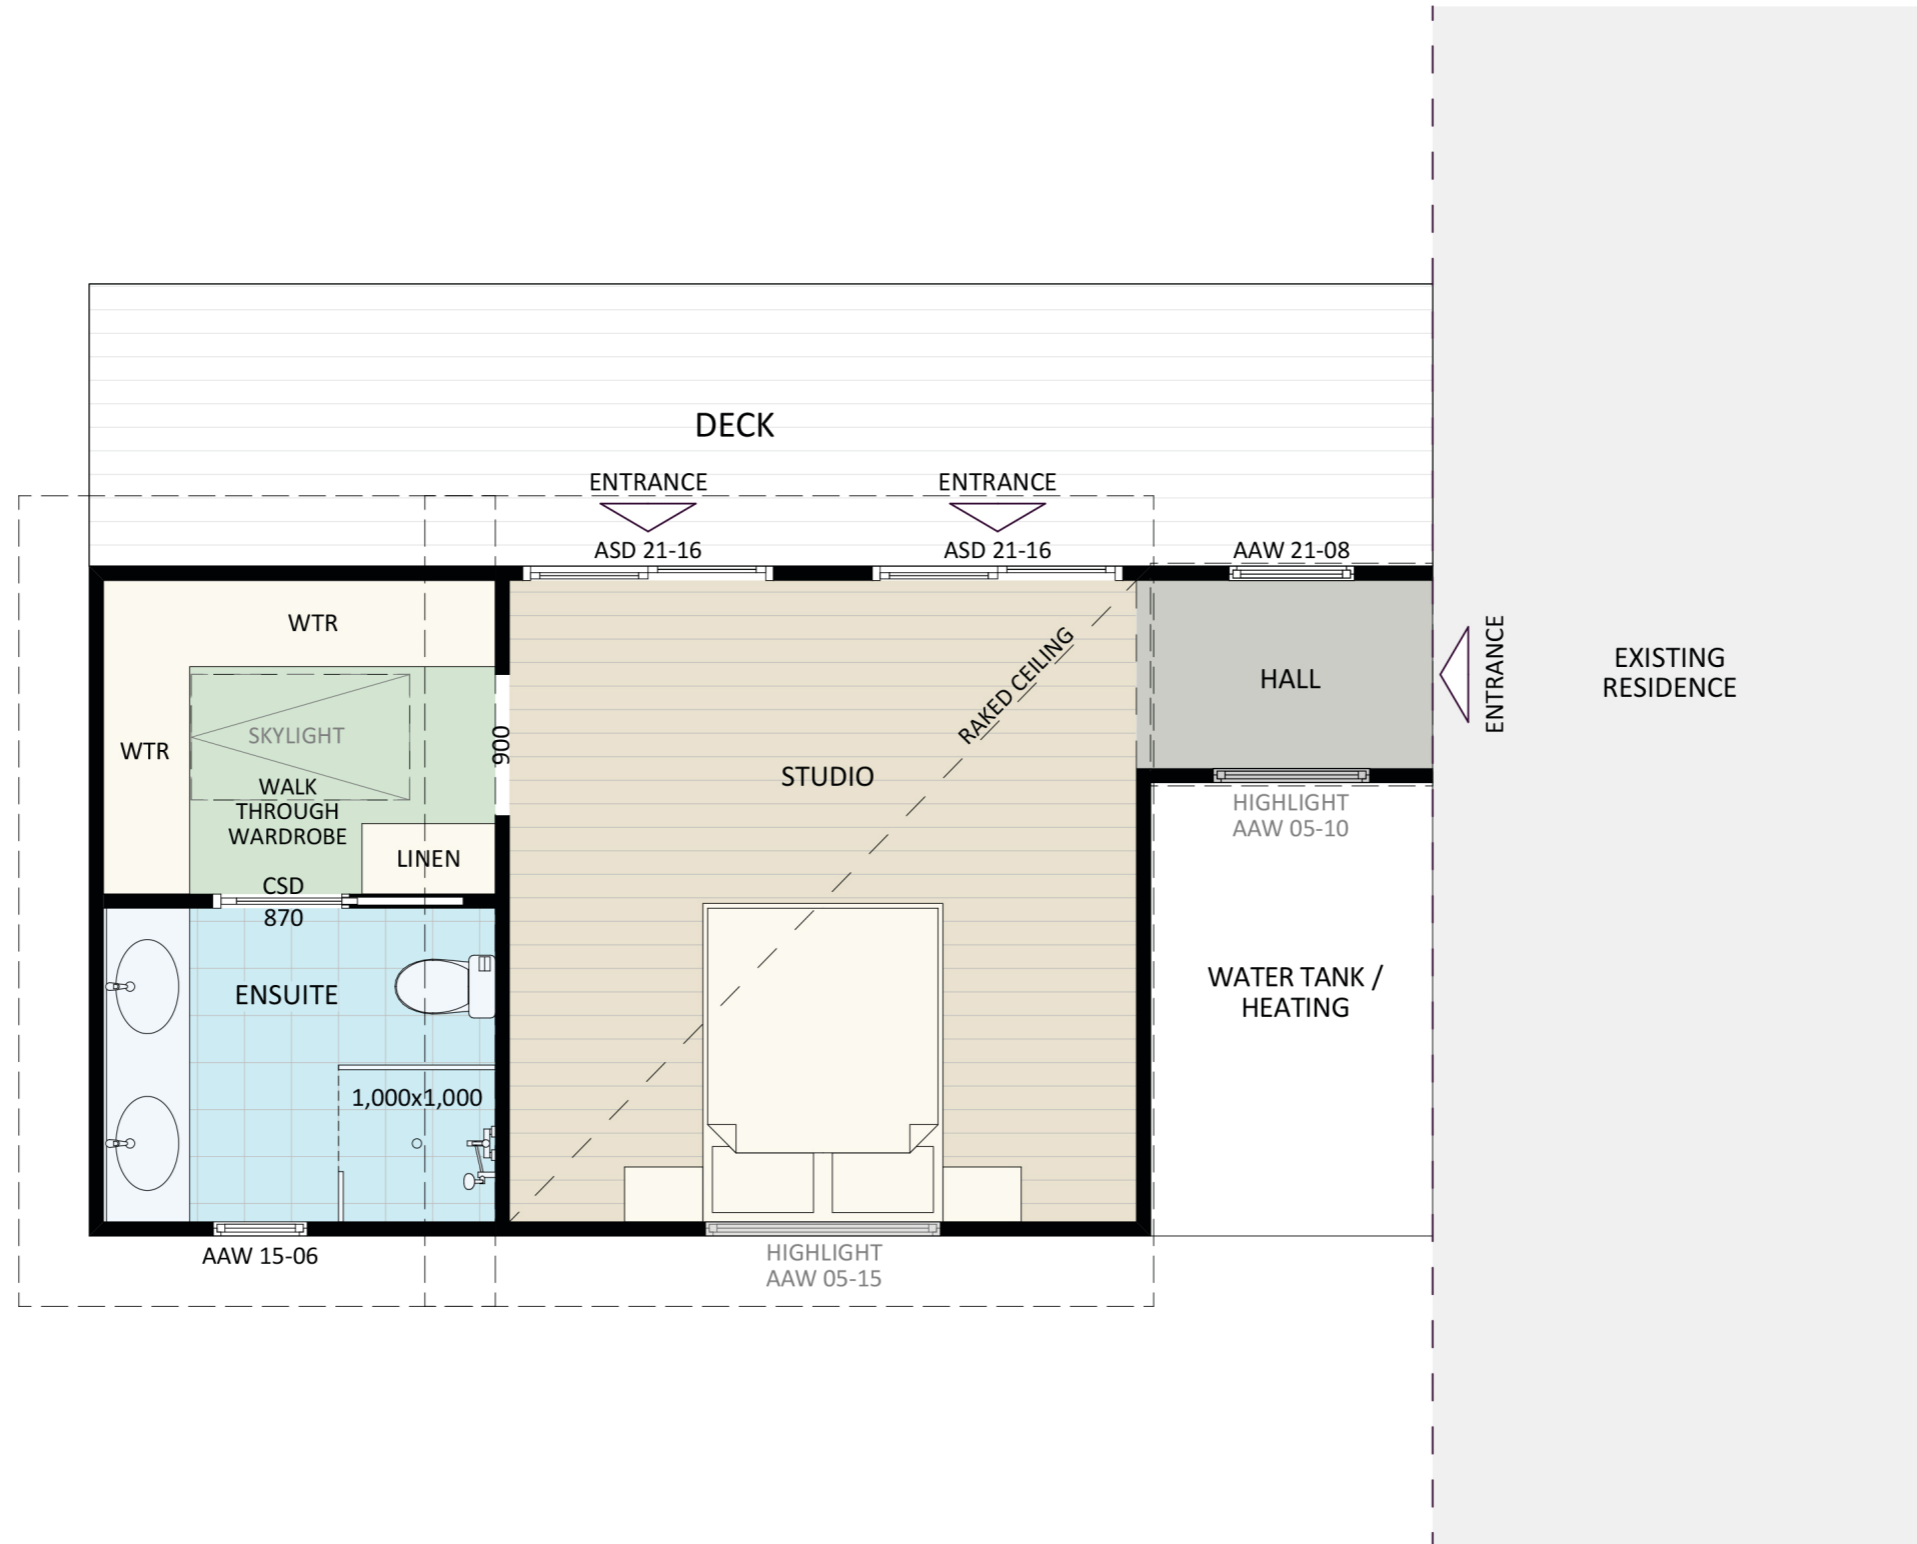 DECK
ENTRANCE
ENTRANCE
ASD 21-16
ASD 21-16
AAW 21-08
WTR
WTR
SKYLIGHT
WALK
THROUGH
WARDROBE
900
LINEN
CSD
870
RAKED CEILING
STUDIO
HALL
ENTRANCE
EXISTING
RESIDENCE
HIGHLIGHT
AAW 05-10
ENSUITE
1,000x1,000
WATER TANK /
HEATING
AAW 15-06
HIGHLIGHT
AAW 05-15